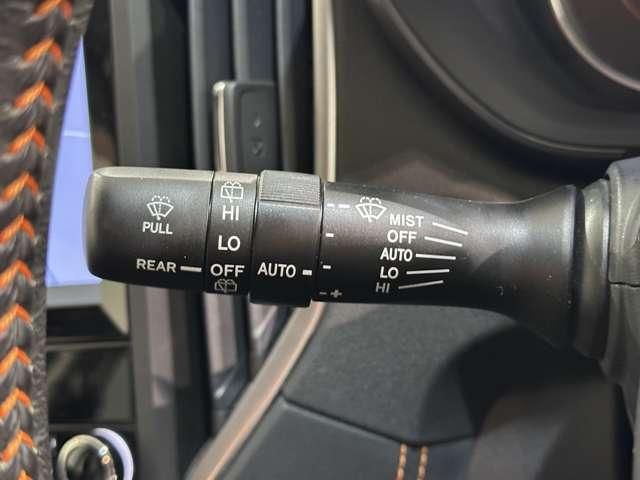 PULL
REAR
HI
LO
OFF
AUTO
- +
MIST
OFF
AUTO
LO
HI